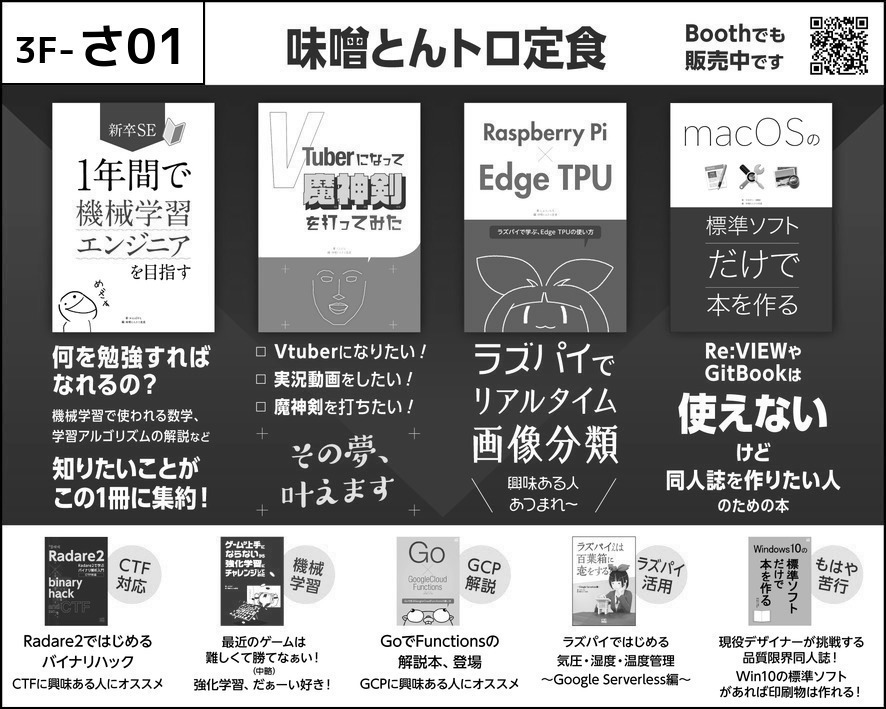 3F-さ01
味噌とんトロ定食
Boothでも
販売中です
新卒SE
1年間で
機械学習
エンジニア
を目指す
めざす
V
Tuberになって
魔神剣
を打ってみた
Raspberry Pi
×
Edge TPU
ラズパイで学ぶ、Edge TPUの使い方
macOSの
標準ソフト
だけで
本を作る
何を勉強すれば
なれるの?
機械学習で使われる数学、
学習アルゴリズムの解説など
知りたいことが
この1冊に集約!
□ Vtuberになりたい!
□ 実況動画をしたい!
□ 魔神剣を打ちたい!
その夢、
叶えます
ラズパイで
リアルタイム
画像分類
興味ある人
あつまれ〜
Re:VIEWや
GitBookは
使えない
けど
同人誌を作りたい人
のための本
Radare2
binary
hack
CTF
CTF
対応
Radare2ではじめる
バイナリハック
CTFに興味ある人にオススメ
ゲームが上手く
ならないから
強化学習で
チャレンジ
機械
学習
最近のゲームは
難しくて勝てなぁい!
(中略)
強化学習、だぁーい好き!
Go
×
GoogleCloud
Functions
GCP
解説
GoでFunctionsの
解説本、登場
GCPに興味ある人にオススメ
ラズパイは
百葉箱に
恋をする
ラズパイ
活用
ラズパイではじめる
気圧・湿度・温度管理
〜Google Serverless編〜
Windows10の
標準ソフト
だけで
本を作る
もはや
苦行
現役デザイナーが挑戦する
品質限界同人誌!
Win10の標準ソフト
があれば印刷物は作れる!